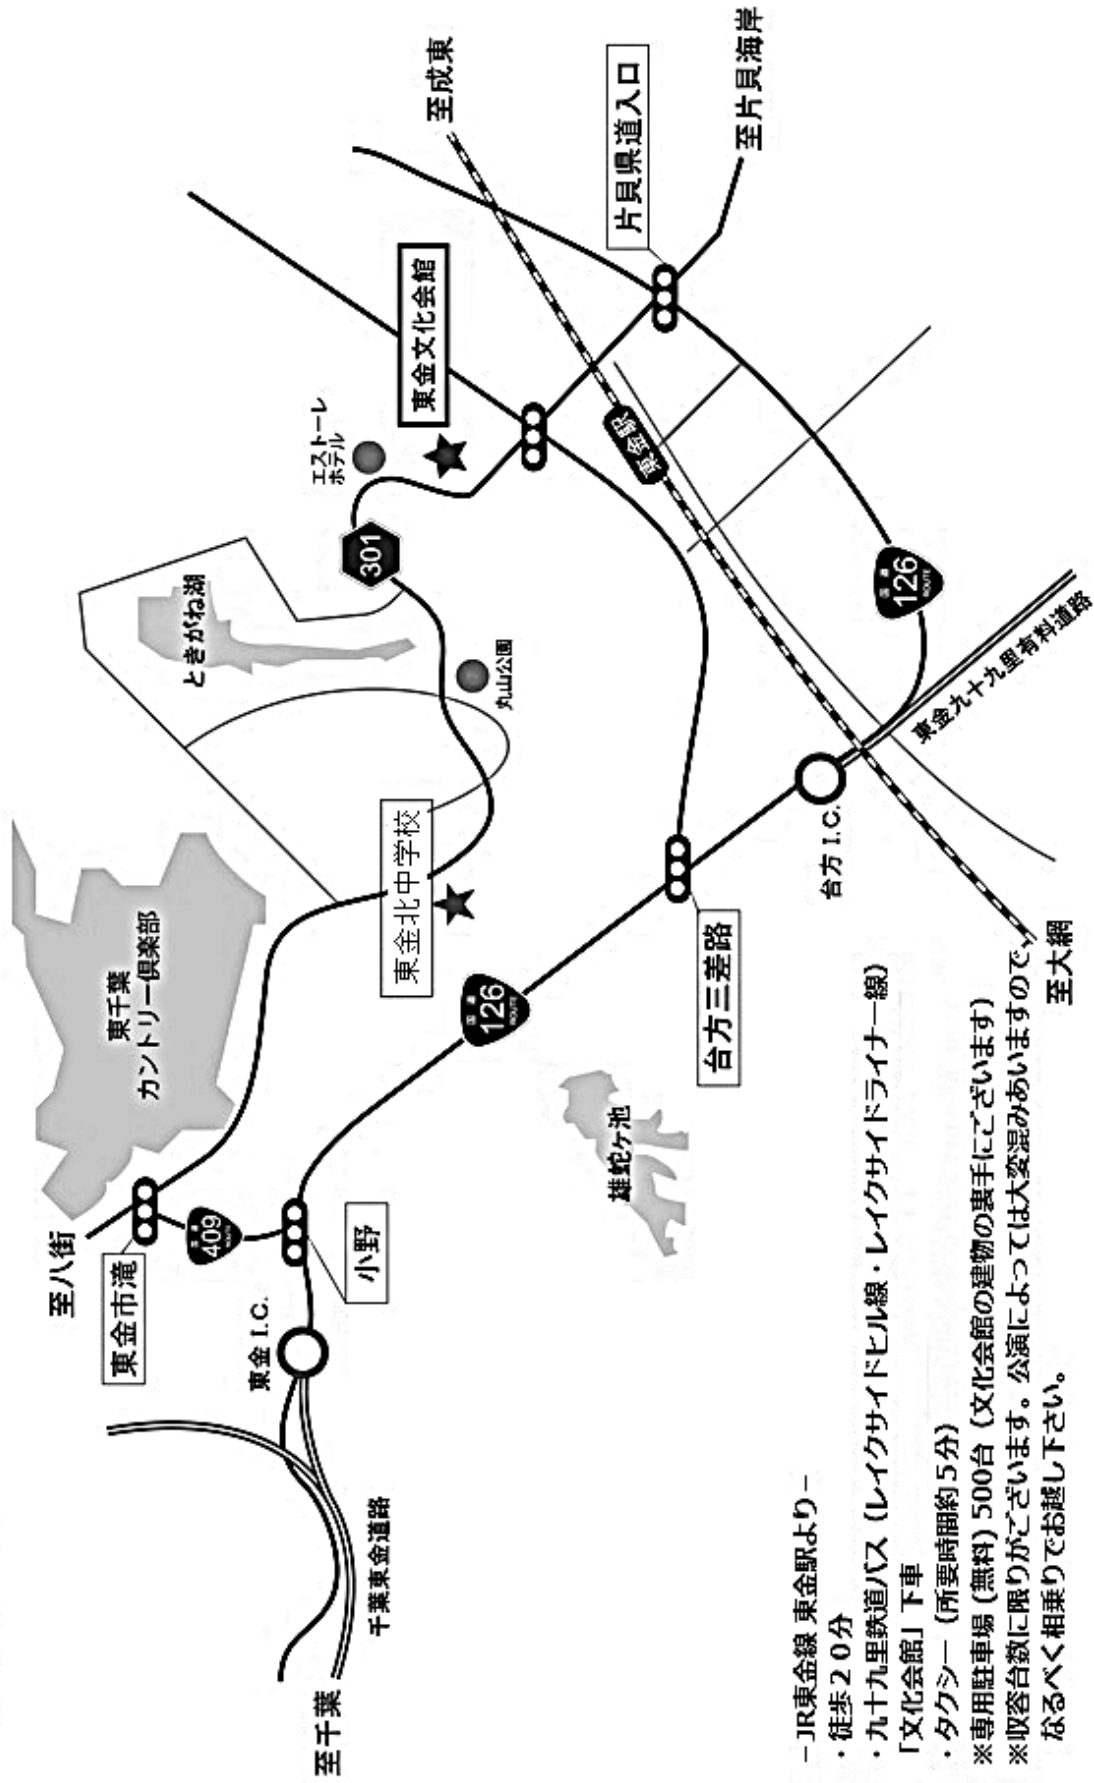 至八街
東金市滝
409
小野
東金 I.C.
千葉東金道路
至千葉
東千葉
カントリー倶楽部
ときがね湖
東金北中学校
丸山公園
301
エストーレ
ホテル
東金文化会館
至成東
片貝県道入口
至片貝海岸
東金駅
国道
126
ROUTE
国道
126
ROUTE
台方三差路
雄蛇ヶ池
台方 I.C.
東金九十九里有料道路
至大網
－JR東金線 東金駅より－
・徒歩２０分
・九十九里鉄道バス（レイクサイドヒル線・レイクサイドライナー線）
「文化会館」下車
・タクシー（所要時間約５分）
※専用駐車場（無料）500台（文化会館の建物の裏手にございます）
※収容台数に限りがございます。公演によっては大変混みあいますので、
なるべく相乗りでお越し下さい。